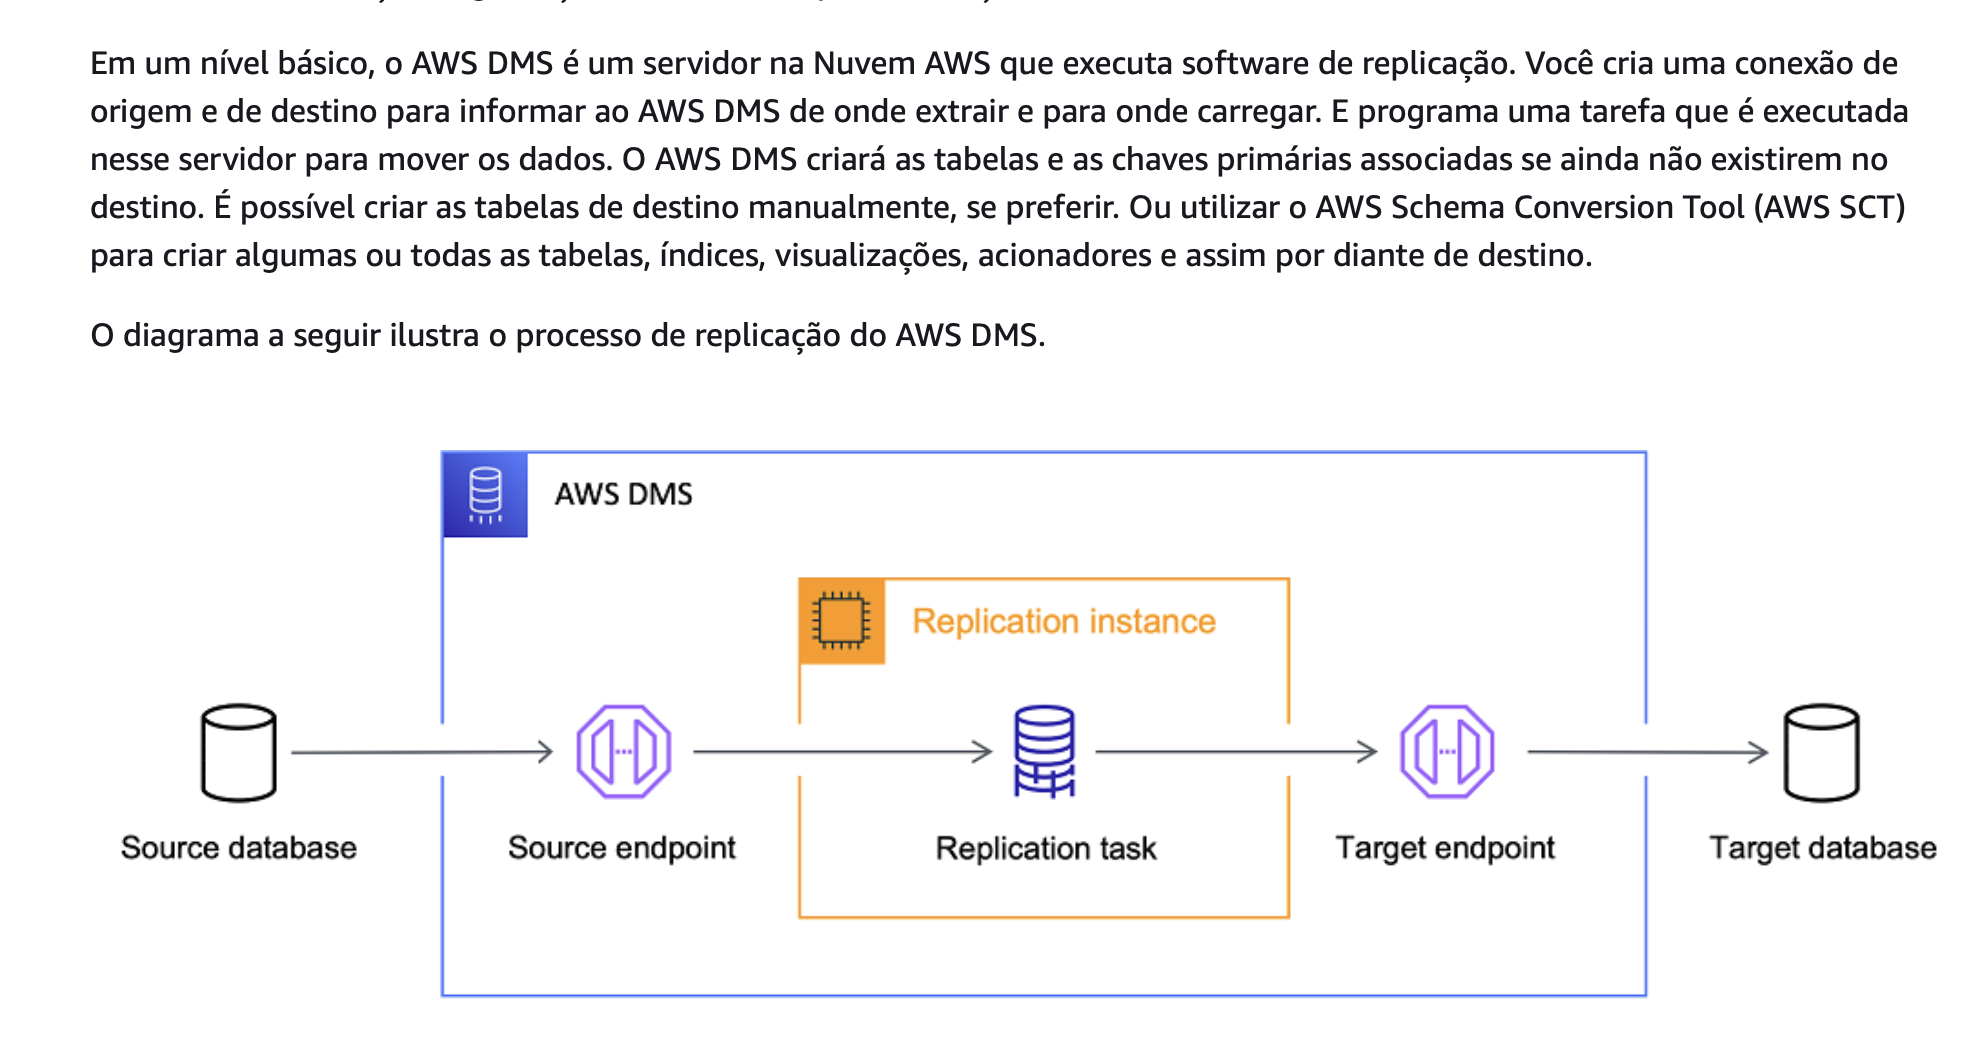 Em um nível básico, o AWS DMS é um servidor na Nuvem AWS que executa software de replicação. Você cria uma conexão de
origem e de destino para informar ao AWS DMS de onde extrair e para onde carregar. E programa uma tarefa que é executada
nesse servidor para mover os dados. O AWS DMS criará as tabelas e as chaves primárias associadas se ainda não existirem no
destino. É possível criar as tabelas de destino manualmente, se preferir. Ou utilizar o AWS Schema Conversion Tool (AWS SCT)
para criar algumas ou todas as tabelas, índices, visualizações, acionadores e assim por diante de destino.
O diagrama a seguir ilustra o processo de replicação do AWS DMS.
AWS DMS
Replication instance
Source database
Source endpoint
Replication task
Target endpoint
Target database